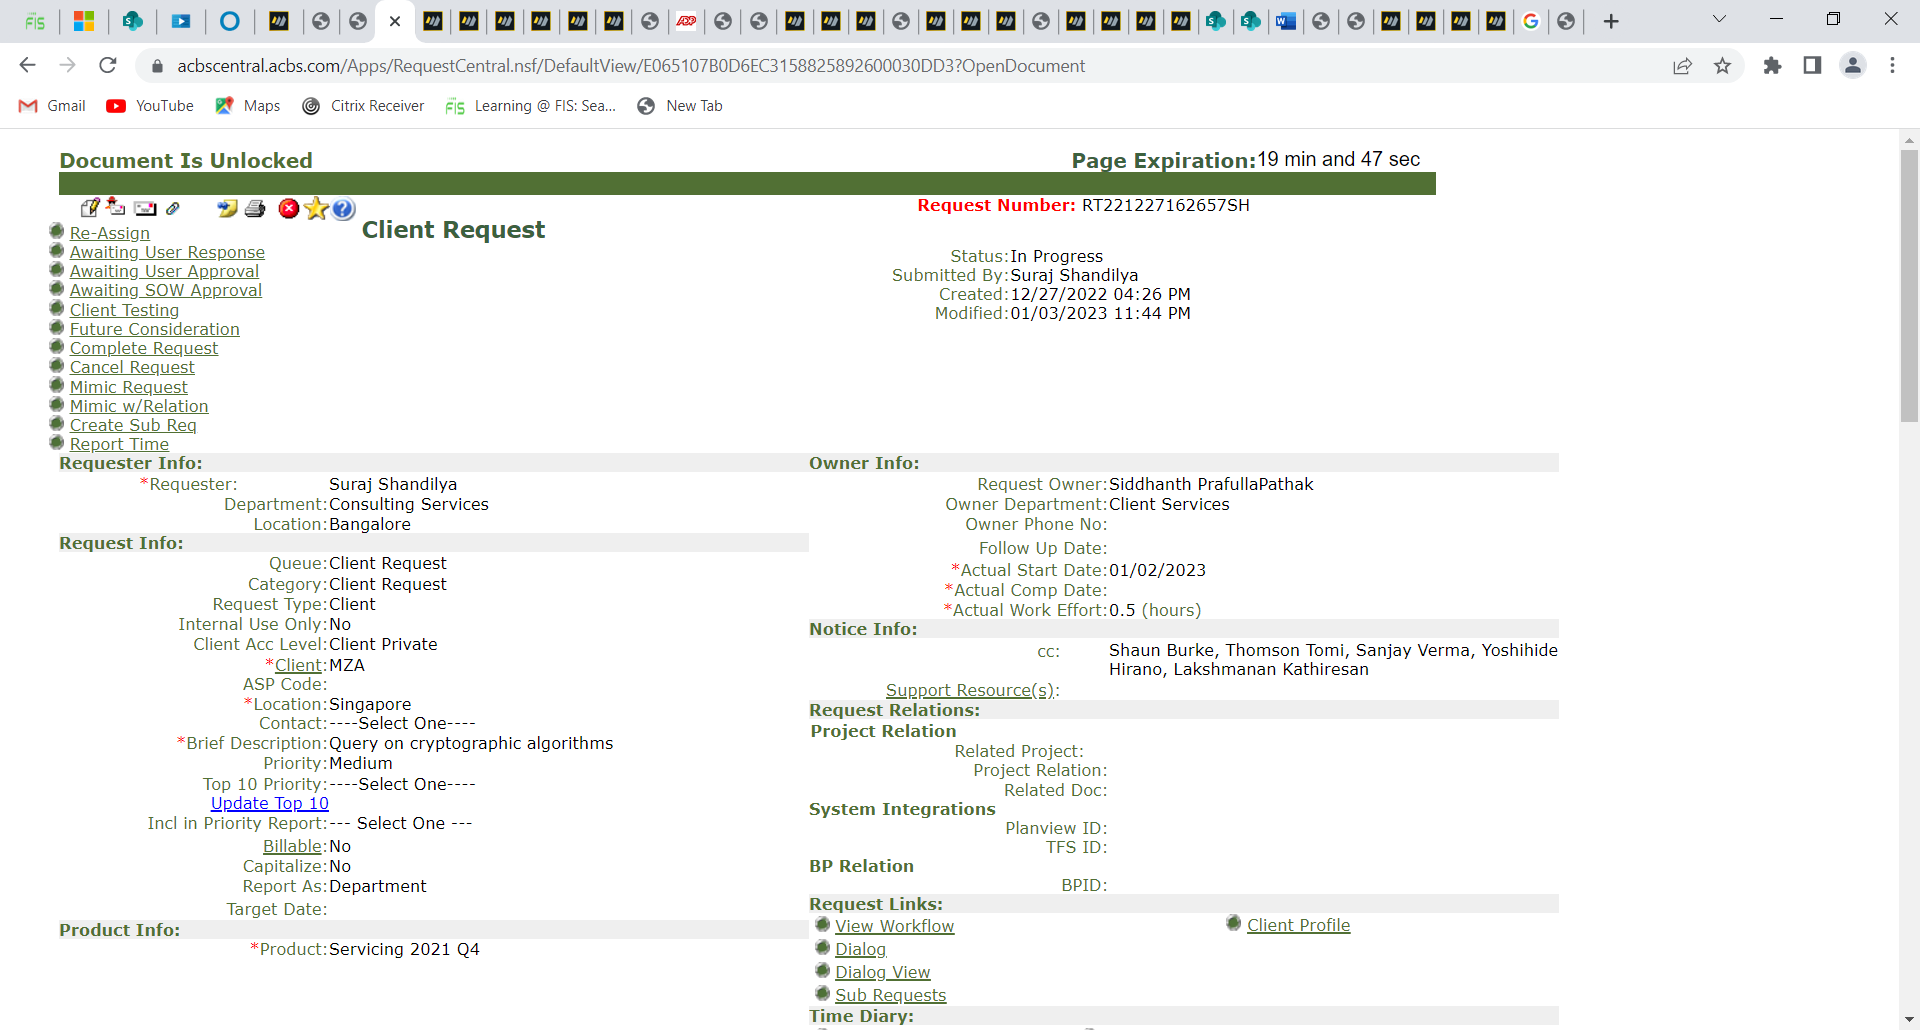 acbscentral.acbs.com/Apps/RequestCentral.nsf/DefaultView/E065107B0D6EC3158825892600030DD3?OpenDocument
Gmail YouTube Maps Citrix Receiver FIS Learning @ FIS: Sea... New Tab
Document Is Unlocked
Page Expiration:19 min and 47 sec
Request Number: RT221227162657SH
Client Request
Re-Assign
Awaiting User Response
Awaiting User Approval
Awaiting SOW Approval
Client Testing
Future Consideration
Complete Request
Cancel Request
Mimic Request
Mimic w/Relation
Create Sub Req
Report Time
Status:In Progress
Submitted By:Suraj Shandilya
Created:12/27/2022 04:26 PM
Modified:01/03/2023 11:44 PM
Requester Info:
*Requester: Suraj Shandilya
Department:Consulting Services
Location:Bangalore
Request Info:
Queue:Client Request
Category:Client Request
Request Type:Client
Internal Use Only:No
Client Acc Level:Client Private
*Client:MZA
ASP Code:
*Location:Singapore
Contact:----Select One----
*Brief Description:Query on cryptographic algorithms
Priority:Medium
Top 10 Priority:----Select One----
Update Top 10
Incl in Priority Report:--- Select One ---
Billable:No
Capitalize:No
Report As:Department
Target Date:
Product Info:
*Product:Servicing 2021 Q4
Owner Info:
Request Owner:Siddhanth PrafullaPathak
Owner Department:Client Services
Owner Phone No:
Follow Up Date:
*Actual Start Date:01/02/2023
*Actual Comp Date:
*Actual Work Effort:0.5 (hours)
Notice Info:
cc: Shaun Burke, Thomson Tomi, Sanjay Verma, Yoshihide
Hirano, Lakshmanan Kathiresan
Support Resource(s):
Request Relations:
Project Relation
Related Project:
Project Relation:
Related Doc:
System Integrations
Planview ID:
TFS ID:
BP Relation
BPID:
Request Links:
View Workflow Client Profile
Dialog
Dialog View
Sub Requests
Time Diary: